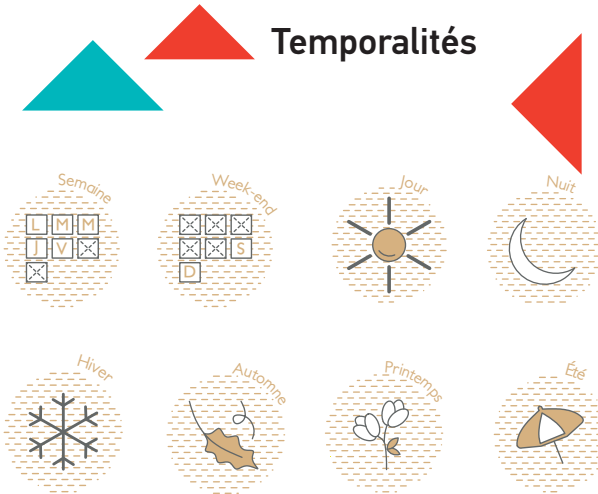 Temporalités
Semaine
L M M
J V
Week-end
S
D
Jour
Nuit
Hiver
Automne
Printemps
Été